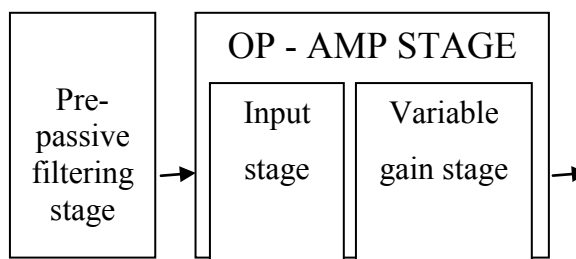 Pre-
passive
filtering
stage
OP - AMP STAGE
Input
stage
Variable
gain stage